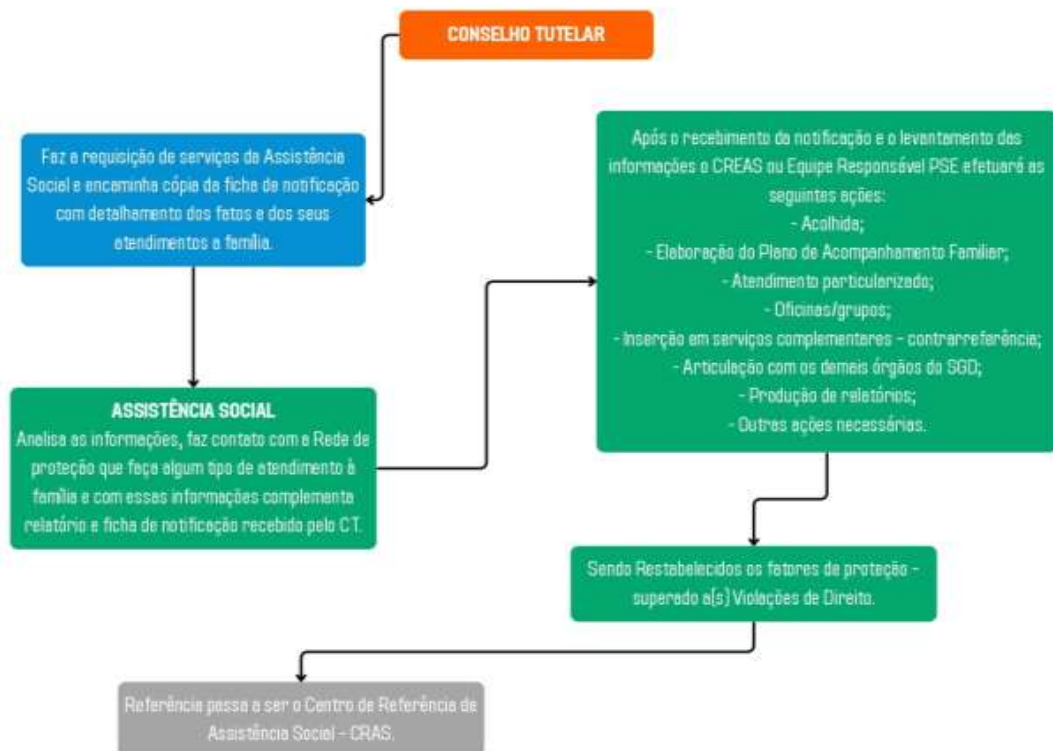 CONSELHO TUTELAR
Faz a requisição de serviços da Assistência
Social e encaminha cópia da ficha de notificação
com detalhamento dos fatos e dos seus
atendimentos a família.
ASSISTÊNCIA SOCIAL
Analisa as informações, faz contato com a Rede de
proteção que faça algum tipo de atendimento à
família e com essas informações complementa
relatório e ficha de notificação recebido pelo CT.
Após o recebimento da notificação e o levantamento das
informações o CREAS ou Equipe Responsável PSE efetuará as
seguintes ações:
- Acolhida;
- Elaboração do Plano de Acompanhamento Familiar;
- Atendimento particularizado;
- Oficinas/grupos;
- Inserção em serviços complementares - contrarreferência;
- Articulação com os demais órgãos do SGD;
- Produção de relatórios;
- Outras ações necessárias.
Sendo Restabelecidos os fatores de proteção -
superado a(s) Violações de Direito.
Referência passa a ser o Centro de Referência de
Assistência Social - CRAS.